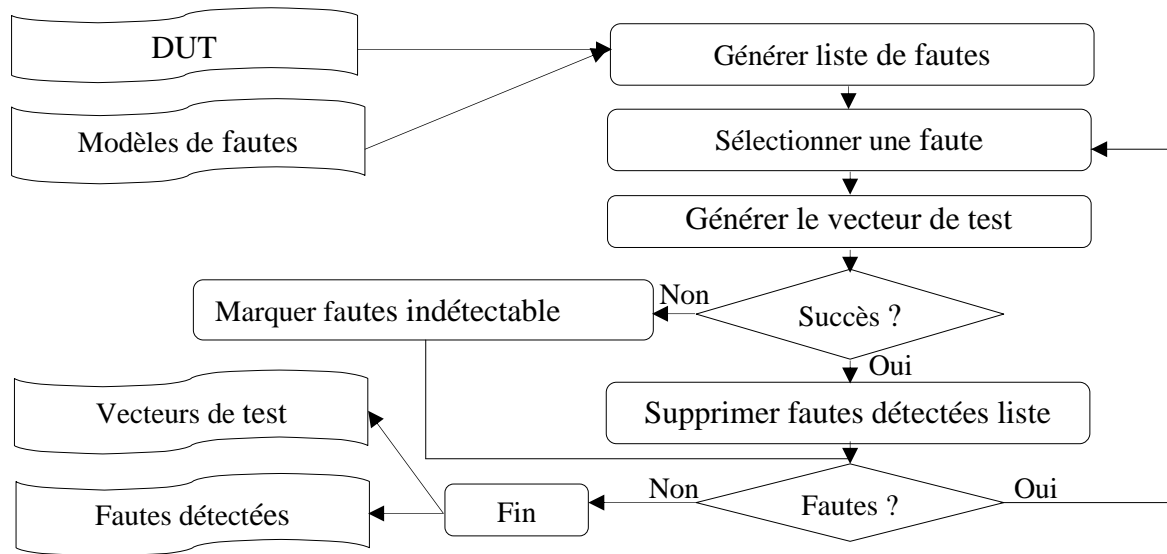 DUT
Générer liste de fautes
Modèles de fautes
Sélectionner une faute
Générer le vecteur de test
Marquer fautes indétectable
Non
Succès ?
Oui
Vecteurs de test
Supprimer fautes détectées liste
Fautes détectées
Fin
Non
Fautes ?
Oui